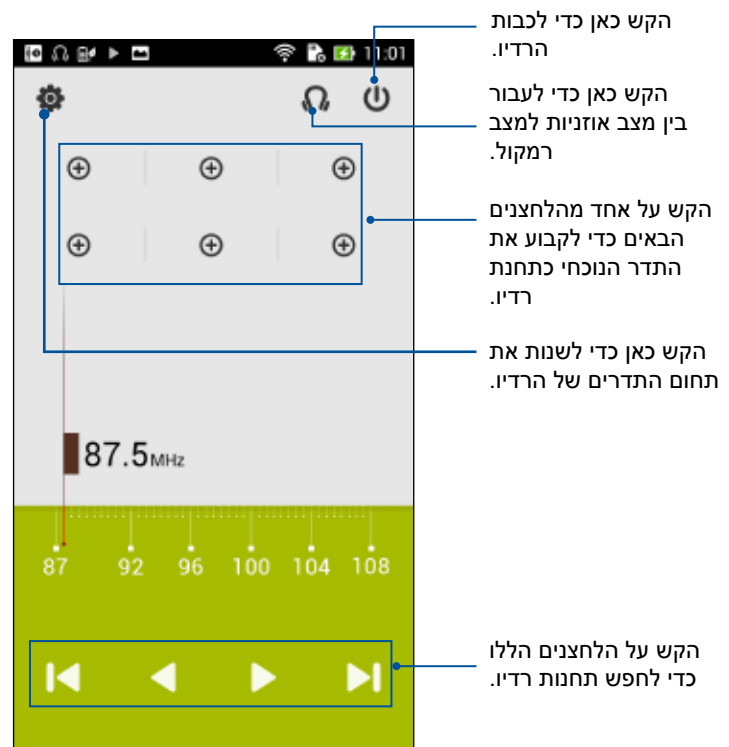 הקש כאן כדי לכבות
הרדיו.
11:01
הקש כאן כדי לעבור
בין מצב אוזניות למצב
רמקול.
הקש על אחד מהלחצנים
הבאים כדי לקבוע את
התדר הנוכחי כתחנת
רדיו.
הקש כאן כדי לשנות את
תחום התדרים של הרדיו.
87.5MHz
87 92 96 100 104 108
הקש על הלחצנים הללו
כדי לחפש תחנות רדיו.